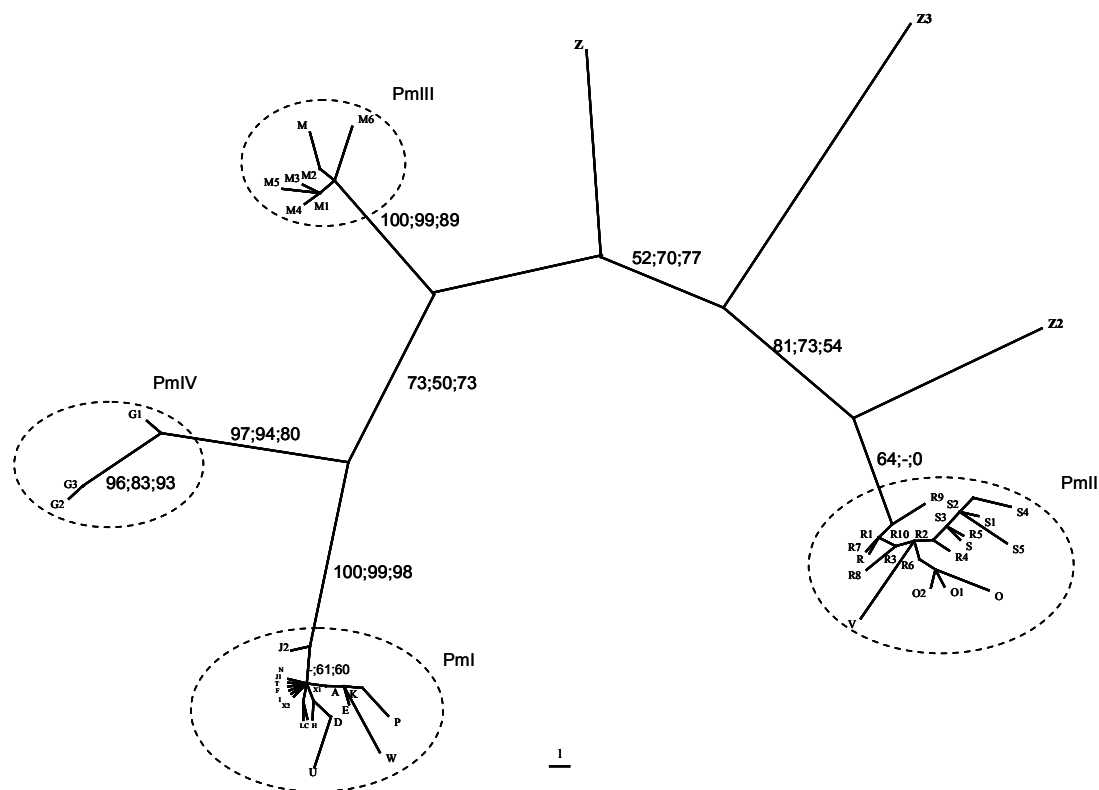 Z3
Z
PmIII
M6
M
M2
M3
M5
M4
M1
100;99;89
52;70;77
Z2
81;73;54
73;50;73
PmIV
G1
97;94;80
G3
96;83;93
G2
64;-;0
PmII
R9
S2
S4
S3
S1
R1
R10
R2
R5
R7
S
S5
R
R3
R4
R8
R6
O2
O1
O
V
100;99;98
J2
PmI
-;61;60
N
J1
T
F
I
X2
X1
A
K
E
LC
H
D
P
W
U
1